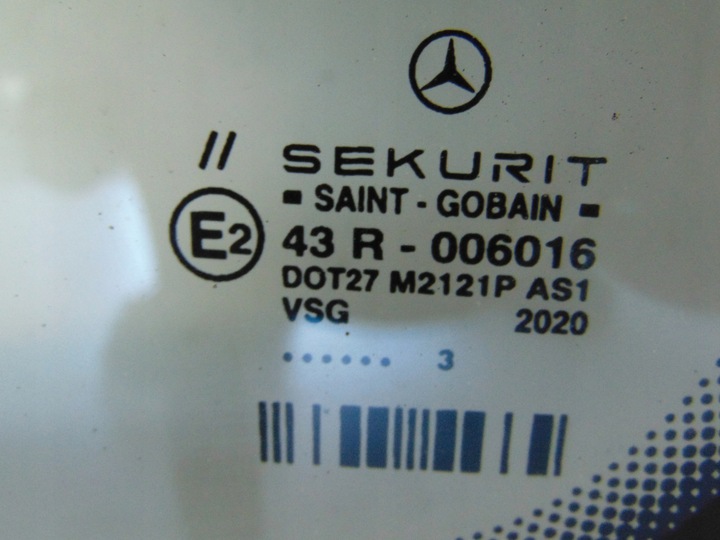 // SEKURIT
SAINT - GOBAIN
E2 43 R - 006016
DOT27 M2121P AS1
VSG 2020
...... 3